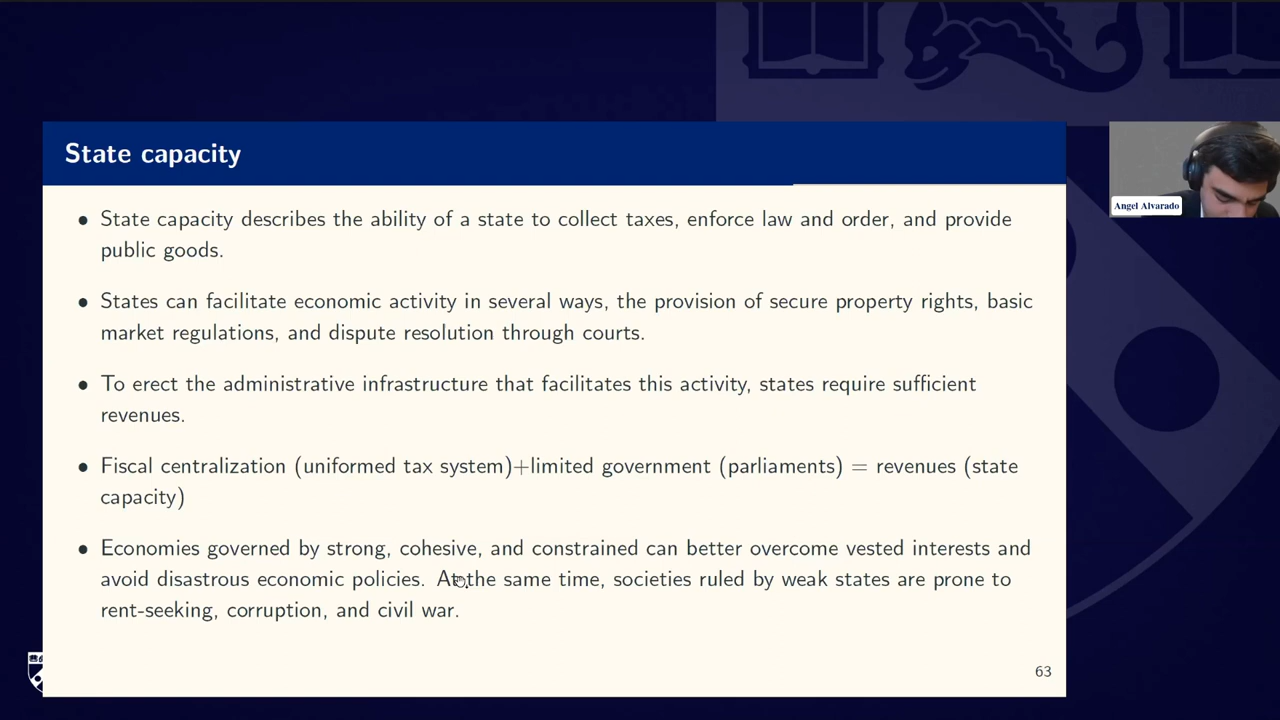 State capacity
• State capacity describes the ability of a state to collect taxes, enforce law and order, and provide
public goods.
• States can facilitate economic activity in several ways, the provision of secure property rights, basic
market regulations, and dispute resolution through courts.
• To erect the administrative infrastructure that facilitates this activity, states require sufficient
revenues.
• Fiscal centralization (uniformed tax system)+limited government (parliaments) = revenues (state
capacity)
• Economies governed by strong, cohesive, and constrained can better overcome vested interests and
avoid disastrous economic policies. At the same time, societies ruled by weak states are prone to
rent-seeking, corruption, and civil war.
63
Angel Alvarado